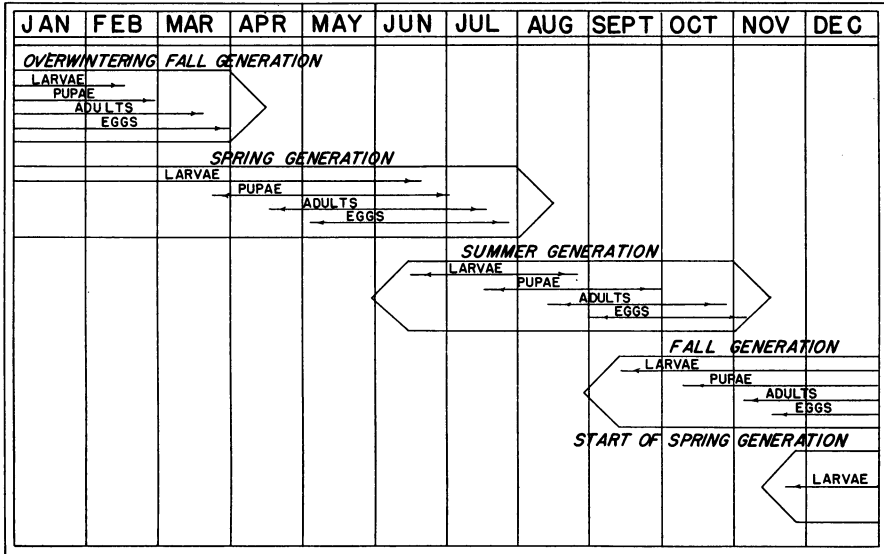 JAN FEB MAR APR MAY JUN JUL AUG SEPT OCT NOV DEC
OVERWINTERING FALL GENERATION
LARVAE
PUPAE
ADULTS
EGGS
SPRING GENERATION
LARVAE
PUPAE
ADULTS
EGGS
SUMMER GENERATION
LARVAE
PUPAE
ADULTS
EGGS
FALL GENERATION
LARVAE
PUPAE
ADULTS
EGGS
START OF SPRING GENERATION
LARVAE